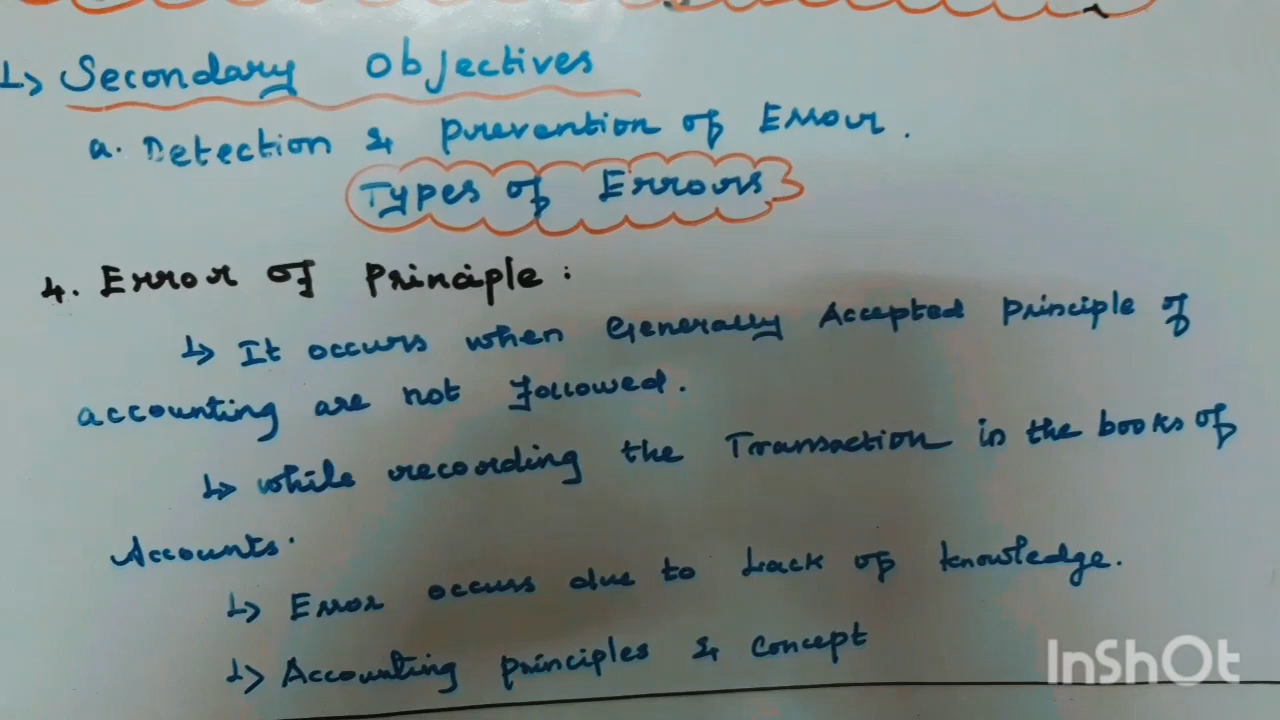 ↳ Secondary Objectives
a. Detection & Prevention of Error.
Types of Errors
4. Error of Principle :
↳ It occurs when Generally Accepted Principle of
accounting are not followed.
↳ while recording the Transaction in the books of
Accounts.
↳ Error occurs due to Lack of knowledge.
↳ Accounting principles & concept
InShOt